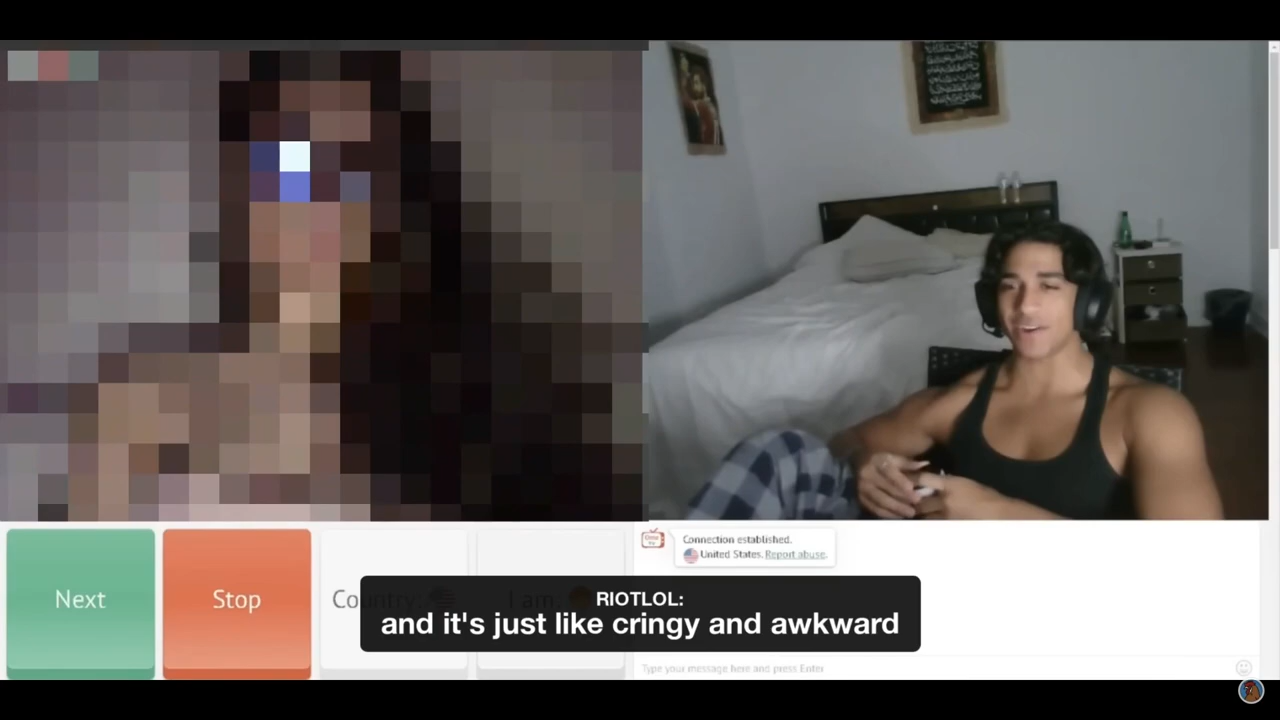 Connection established.
United States. Report abuse.
Next
Stop
Country:
I am
RIOTLOL:
and it's just like cringy and awkward
Type your message here and press Enter